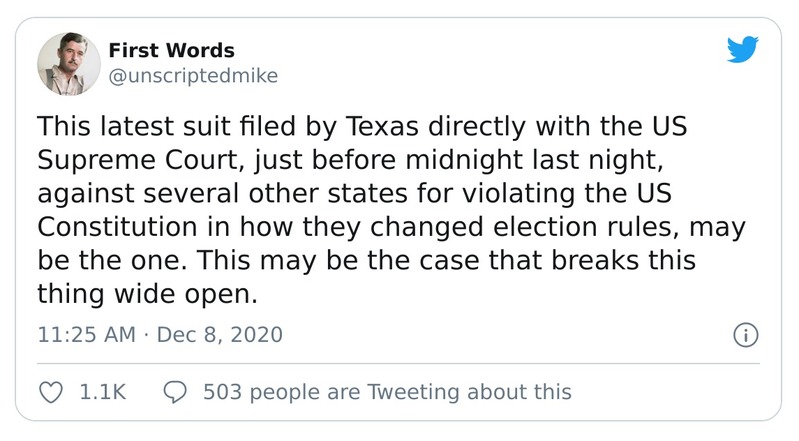 First Words
@unscriptedmike
This latest suit filed by Texas directly with the US
Supreme Court, just before midnight last night,
against several other states for violating the US
Constitution in how they changed election rules, may
be the one. This may be the case that breaks this
thing wide open.
11:25 AM · Dec 8, 2020
1.1K 503 people are Tweeting about this